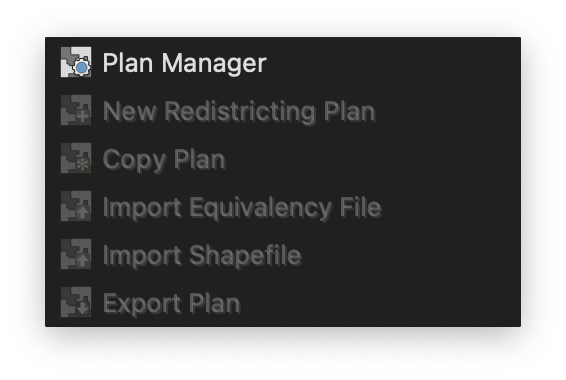 Plan Manager
New Redistricting Plan
Copy Plan
Import Equivalency File
Import Shapefile
Export Plan